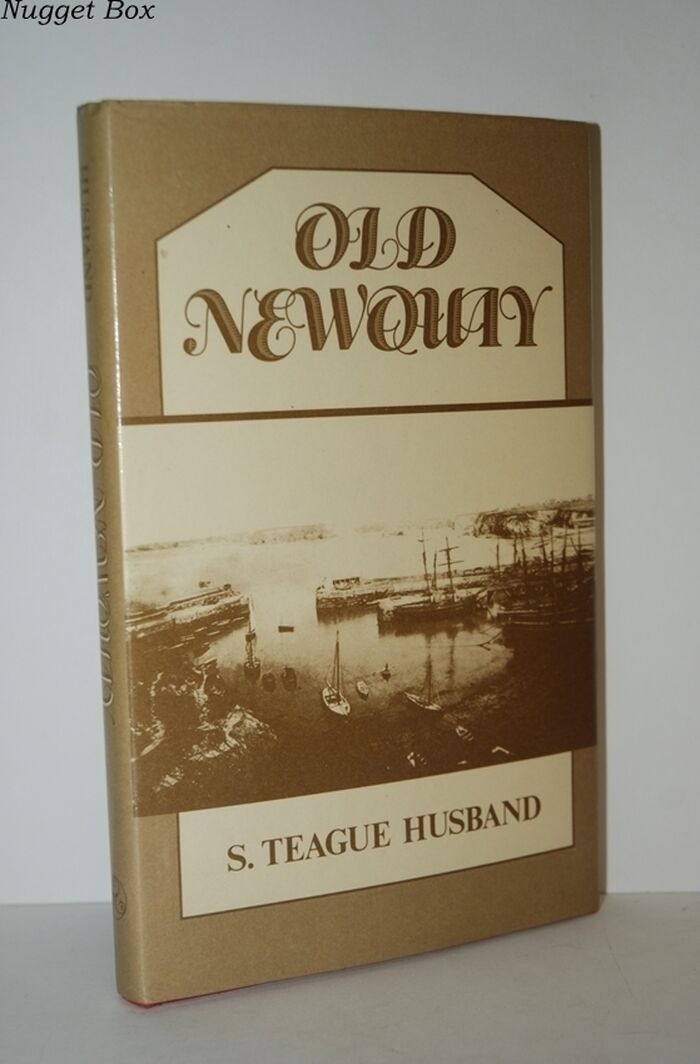 Nugget Box
OLD
NEWQUAY
S. TEAGUE HUSBAND
HUSBAND
OLD NEWQUAY